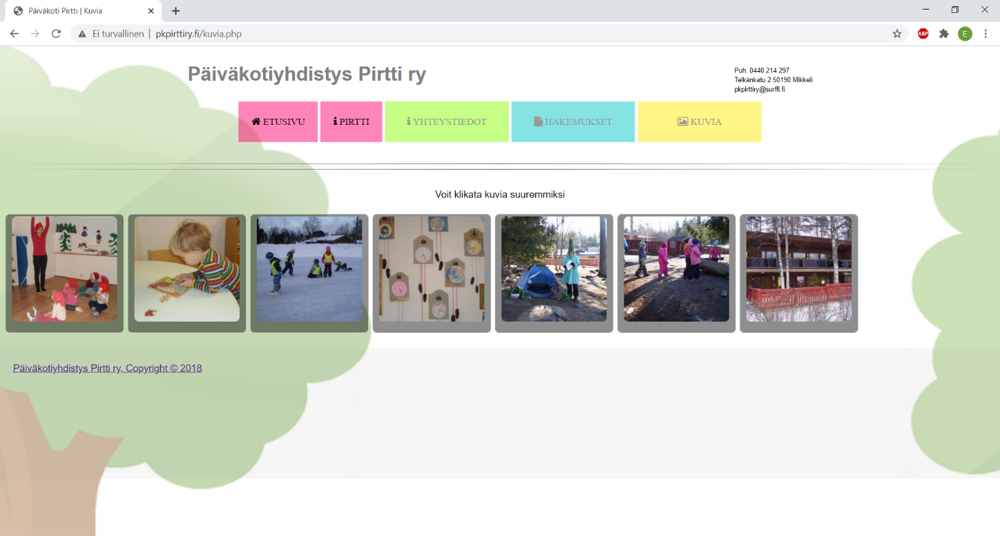 Päiväkoti Pirtti | Kuvia
Ei turvallinen | pkpirttiry.fi/kuvia.php
ABP
E
Päiväkotiyhdistys Pirtti ry
Puh. 0440 214 297
Telkänkatu 2 50190 Mikkeli
pkpirttiry@surffi.fi
ETUSIVU
PIRTTI
YHTEYSTIEDOT
HAKEMUKSET
KUVIA
Voit klikata kuvia suuremmiksi
Päiväkotiyhdistys Pirtti ry, Copyright © 2018